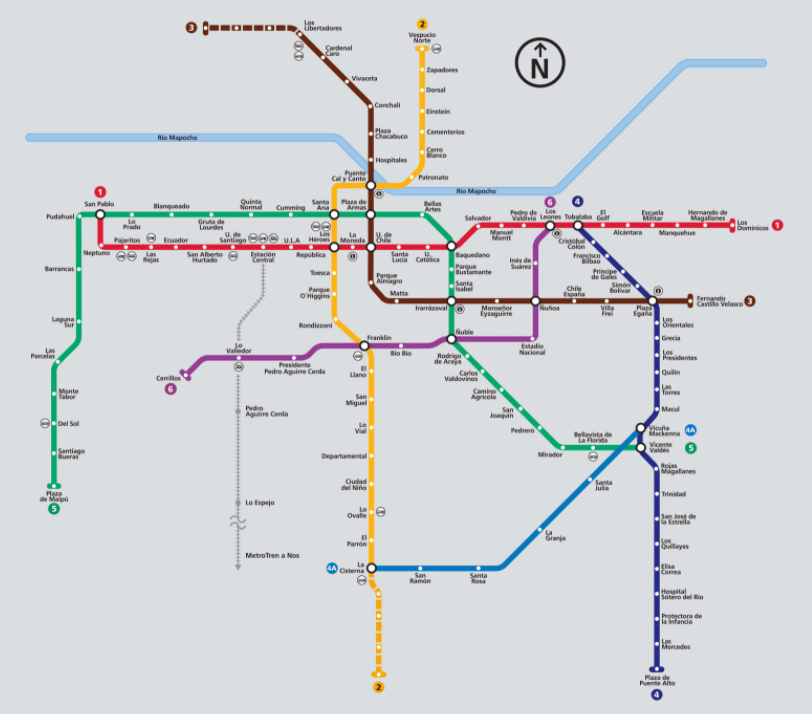 3
Los
Libertadores
Cardenal
Caro
Vivaceta
Conchalí
Plaza
Chacabuco
Hospitales
2
Vespucio
Norte
Zapadores
Dorsal
Einstein
Cementerios
Cerro
Blanco
Patronato
N
Río Mapocho
Río Mapocho
Puente
Cal y Canto
1
San Pablo
Pudahuel
Lo
Prado
Blanqueado
Gruta de
Lourdes
Quinta
Normal
Cumming
Santa
Ana
Plaza de
Armas
Bellas
Artes
Neptuno
Pajaritos
Las
Rejas
Ecuador
San Alberto
Hurtado
U. de
Santiago
Estación
Central
U.L.A
República
Los
Héroes
La
Moneda
U. de
Chile
Santa
Lucía
U.
Católica
Baquedano
Salvador
Manuel
Montt
Pedro de
Valdivia
6
Los
Leones
4
Tobalaba
El
Golf
Alcántara
Escuela
Militar
Manquehue
Hernando de
Magallanes
Los
Dominicos
1
Cristóbal
Colón
Francisco
Bilbao
Príncipe
de Gales
Simón
Bolívar
Inés de
Suárez
Parque
Bustamante
Santa
Isabel
Toesca
Parque
O'Higgins
Rondizzoni
Parque
Almagro
Matta
Irarrázaval
Monseñor
Eyzaguirre
Ñuñoa
Chile
España
Villa
Frei
Plaza
Egaña
Fernando
Castillo Velasco
3
Barrancas
Laguna
Sur
Las
Parcelas
Monte
Tabor
Del Sol
Santiago
Bueras
Plaza
de Maipú
5
Cerrillos
6
Lo
Valledor
Presidente
Pedro Aguirre Cerda
Franklin
Bío Bío
Ñuble
Estadio
Nacional
Pedro
Aguirre Cerda
Lo Espejo
MetroTren a Nos
El
Llano
San
Miguel
Lo
Vial
Departamental
Ciudad
del Niño
Lo
Ovalle
El
Parrón
4A
La
Cisterna
2
San
Ramón
Santa
Rosa
La
Granja
Santa
Julia
Rodrigo
de Araya
Carlos
Valdovinos
Camino
Agrícola
San
Joaquín
Pedrero
Mirador
Bellavista de
La Florida
Los
Orientales
Grecia
Los
Presidentes
Quilín
Las
Torres
Macul
Vicuña
Mackenna
4A
Vicente
Valdés
5
Rojas
Magallanes
Trinidad
San José de
la Estrella
Los
Quillayes
Elisa
Correa
Hospital
Sótero del Río
Protectora de
la Infancia
Las
Mercedes
Plaza de
Puente Alto
4